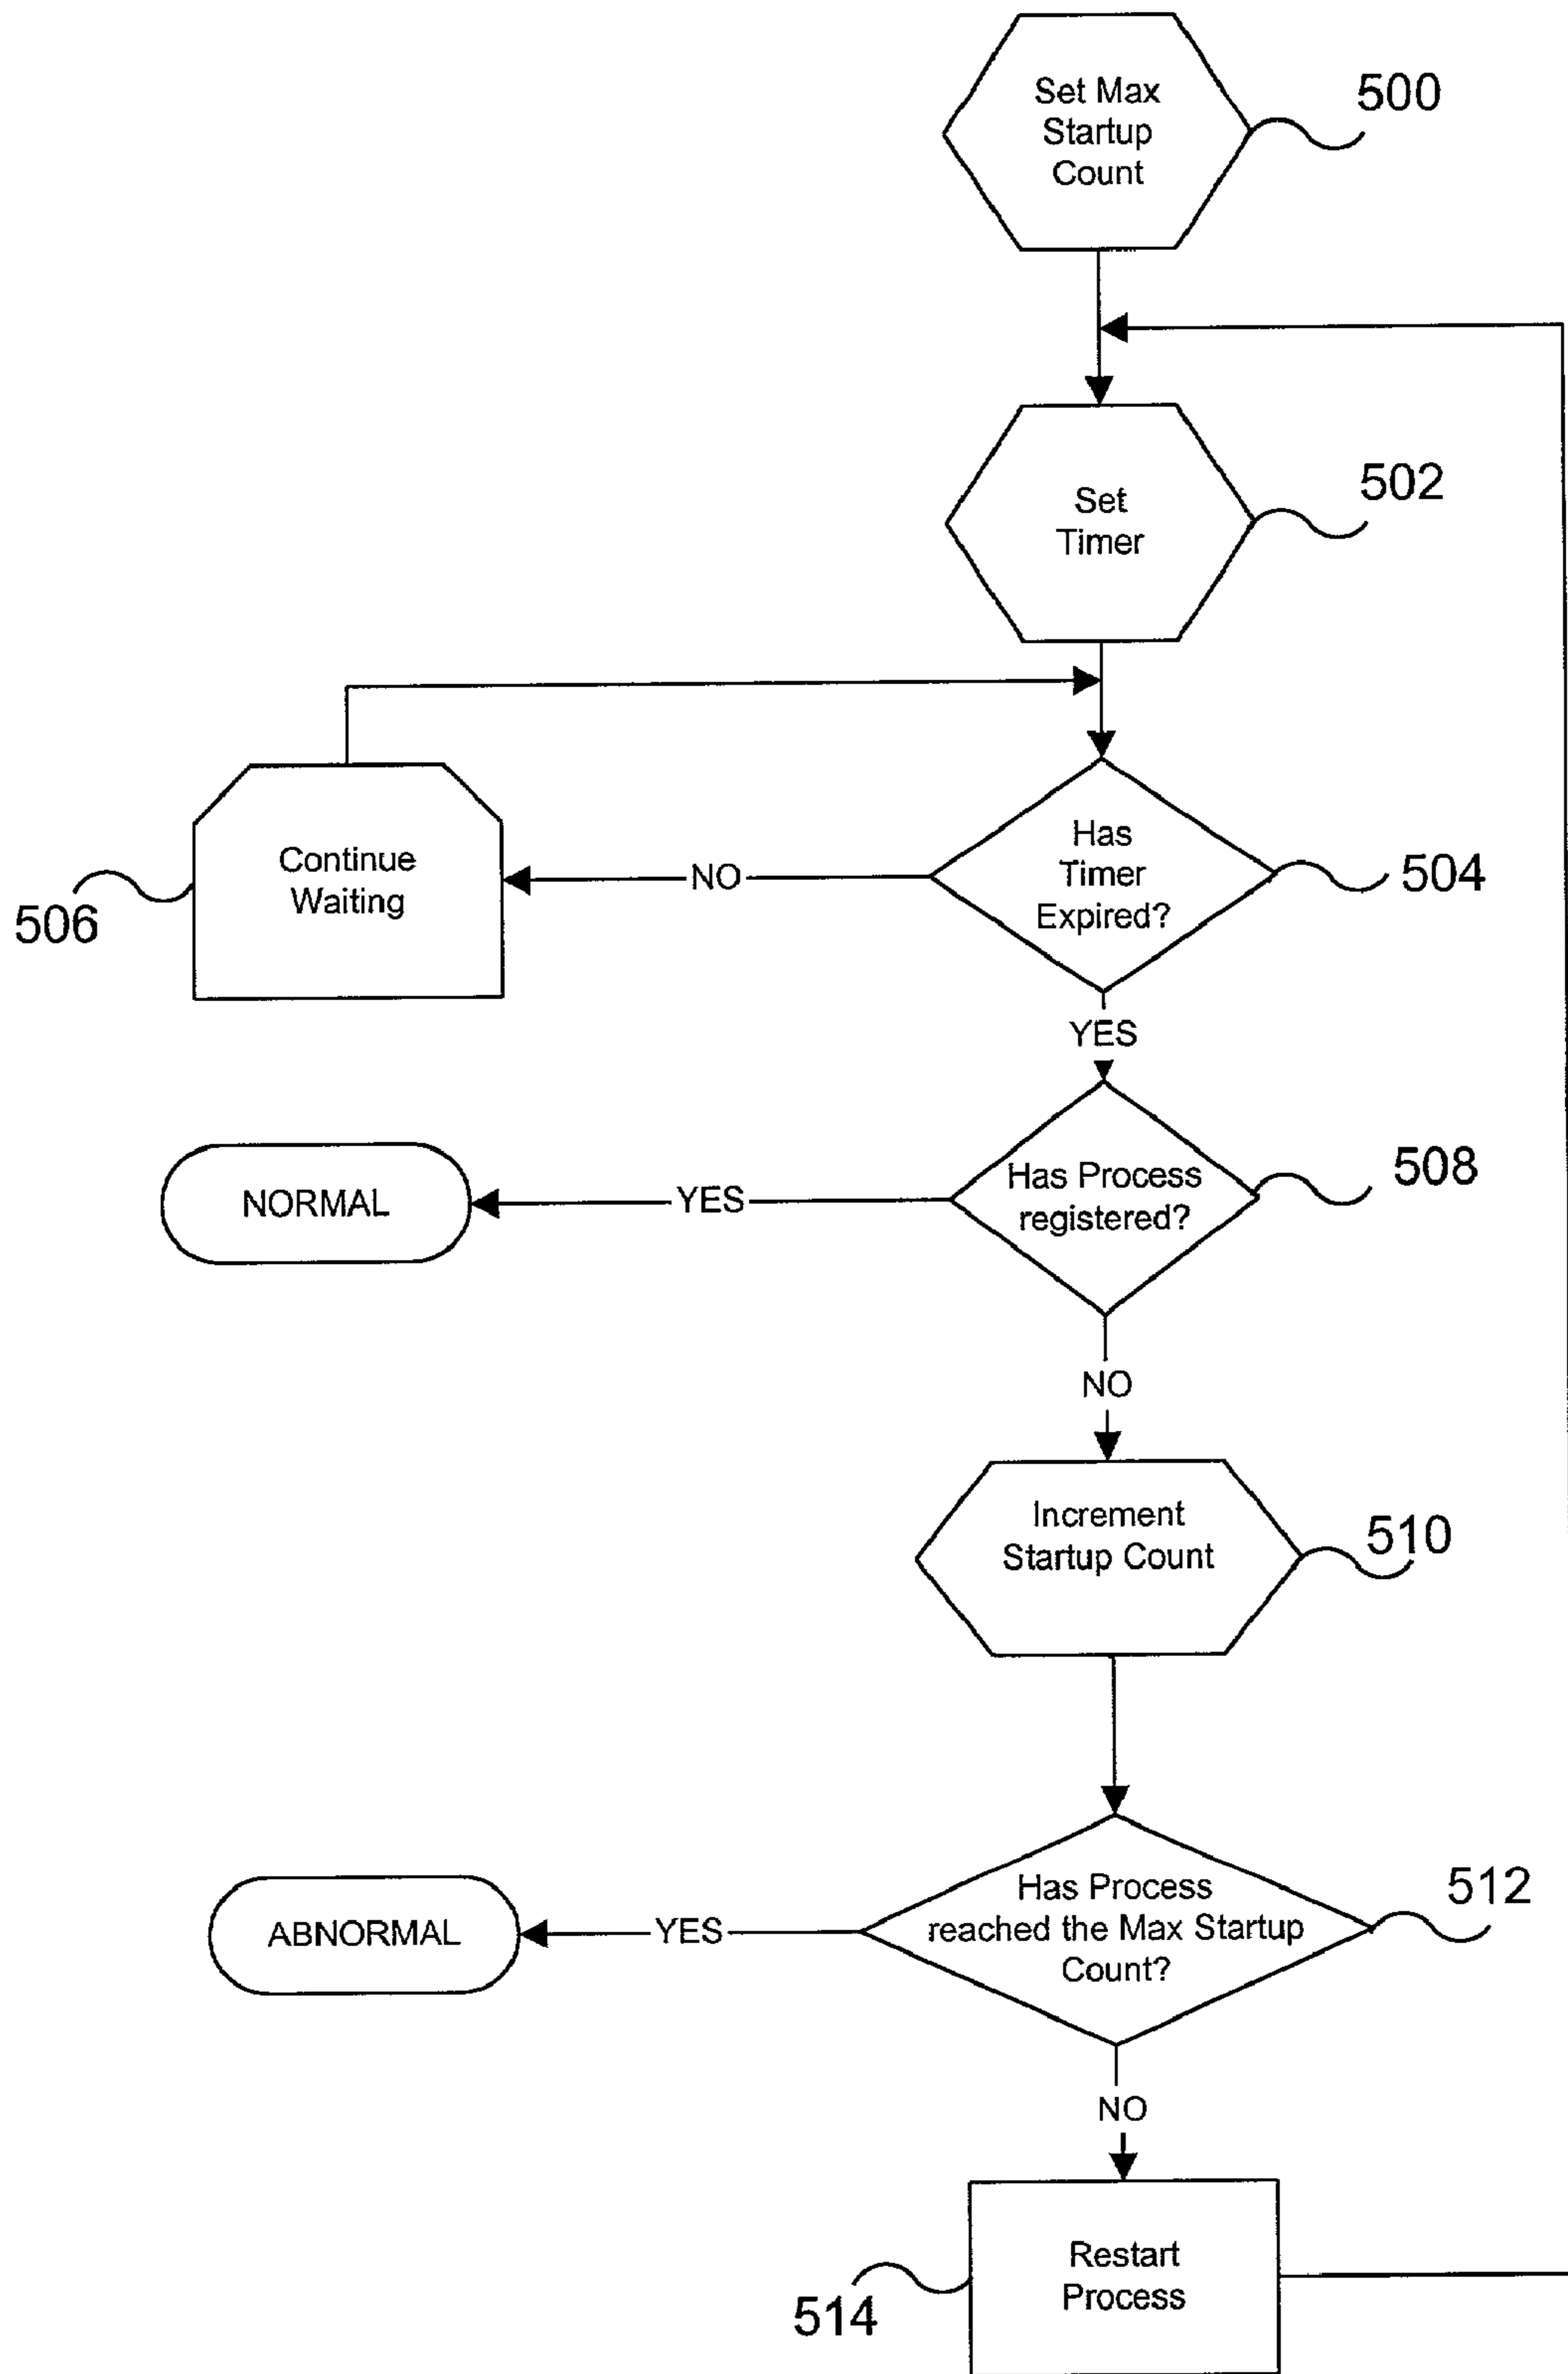 Set Max
Startup
Count
500
Set
Timer
502
Has
Timer
Expired?
504
NO
Continue
Waiting
506
YES
Has Process
registered?
508
YES
NORMAL
NO
Increment
Startup Count
510
Has Process
reached the Max Startup
Count?
512
YES
ABNORMAL
NO
Restart
Process
514